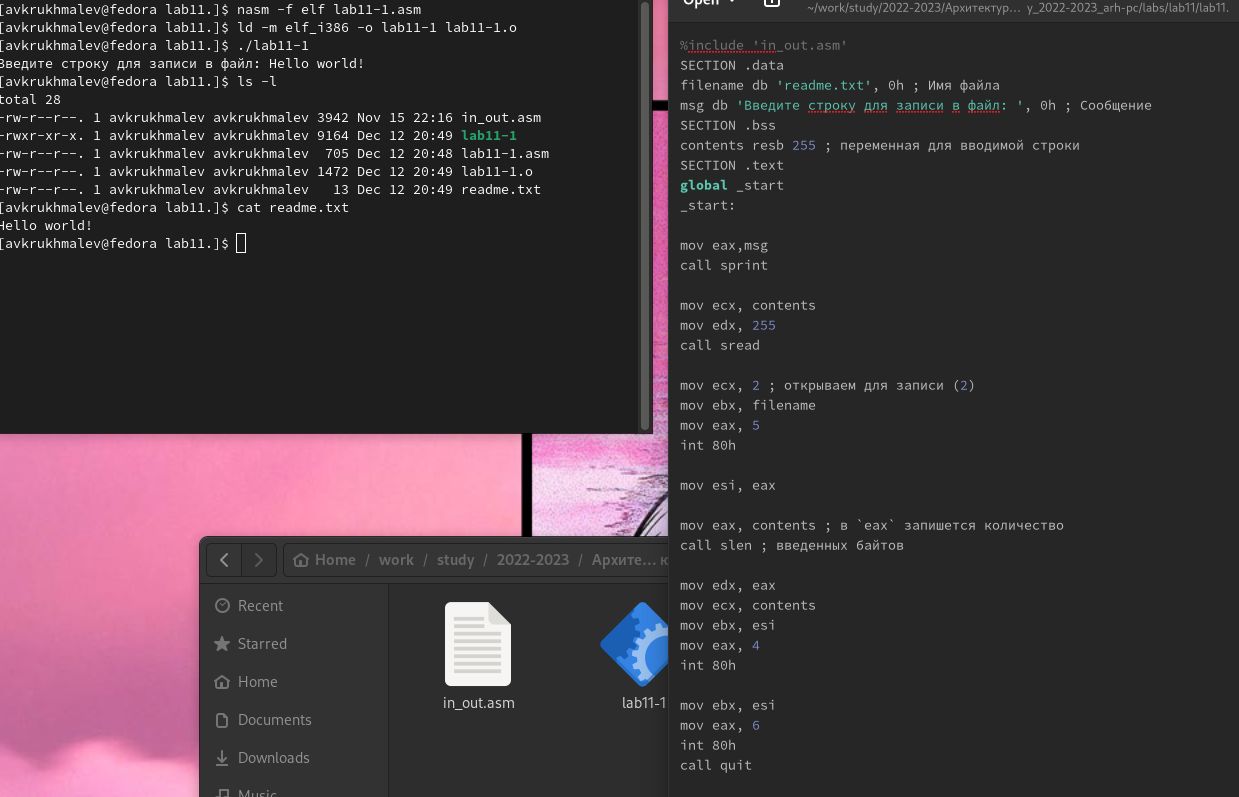 [avkrukhmalev@fedora lab11.]$ nasm -f elf lab11-1.asm
[avkrukhmalev@fedora lab11.]$ ld -m elf_i386 -o lab11-1 lab11-1.o
[avkrukhmalev@fedora lab11.]$ ./lab11-1
Введите строку для записи в файл: Hello world!
[avkrukhmalev@fedora lab11.]$ ls -l
total 28
-rw-r--r--. 1 avkrukhmalev avkrukhmalev 3942 Nov 15 22:16 in_out.asm
-rwxr-xr-x. 1 avkrukhmalev avkrukhmalev 9164 Dec 12 20:49 lab11-1
-rw-r--r--. 1 avkrukhmalev avkrukhmalev  705 Dec 12 20:48 lab11-1.asm
-rw-r--r--. 1 avkrukhmalev avkrukhmalev 1472 Dec 12 20:49 lab11-1.o
-rw-r--r--. 1 avkrukhmalev avkrukhmalev   13 Dec 12 20:49 readme.txt
[avkrukhmalev@fedora lab11.]$ cat readme.txt
Hello world!
[avkrukhmalev@fedora lab11.]$
Open
~/work/study/2022-2023/Архитектур... y_2022-2023_arh-pc/labs/lab11/lab11.
%include 'in_out.asm'
SECTION .data
filename db 'readme.txt', 0h ; Имя файла
msg db 'Введите строку для записи в файл: ', 0h ; Сообщение
SECTION .bss
contents resb 255 ; переменная для вводимой строки
SECTION .text
global _start
_start:
mov eax,msg
call sprint
mov ecx, contents
mov edx, 255
call sread
mov ecx, 2 ; открываем для записи (2)
mov ebx, filename
mov eax, 5
int 80h
mov esi, eax
mov eax, contents ; в `eax` запишется количество
call slen ; введенных байтов
mov edx, eax
mov ecx, contents
mov ebx, esi
mov eax, 4
int 80h
mov ebx, esi
mov eax, 6
int 80h
call quit
Home / work / study / 2022-2023 / Архите... к
Recent
Starred
Home
Documents
Downloads
Music
in_out.asm
lab11-1